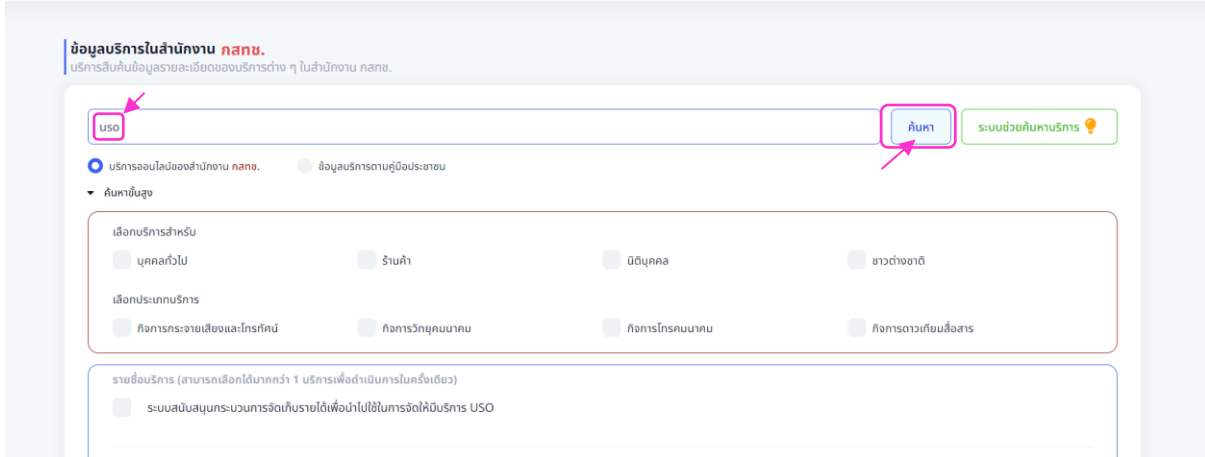 ข้อมูลบริการในสำนักงาน กสทช.
บริการสืบค้นข้อมูลรายละเอียดของบริการต่าง ๆ ในสำนักงาน กสทช.
uso ค้นหา ระบบช่วยค้นหาบริการ
บริการออนไลน์ของสำนักงาน กสทช. ข้อมูลบริการตามคู่มือประชาชน
ค้นหาขั้นสูง
เลือกบริการสำหรับ
บุคคลทั่วไป ร้านค้า นิติบุคคล ชาวต่างชาติ
เลือกประเภทบริการ
กิจการกระจายเสียงและโทรทัศน์ กิจการวิทยุคมนาคม กิจการโทรคมนาคม กิจการดาวเทียมสื่อสาร
รายชื่อบริการ (สามารถเลือกได้มากกว่า 1 บริการเพื่อดำเนินการในครั้งเดียว)
ระบบสนับสนุนกระบวนการจัดเก็บรายได้เพื่อนำไปใช้ในการจัดให้มีบริการ USO